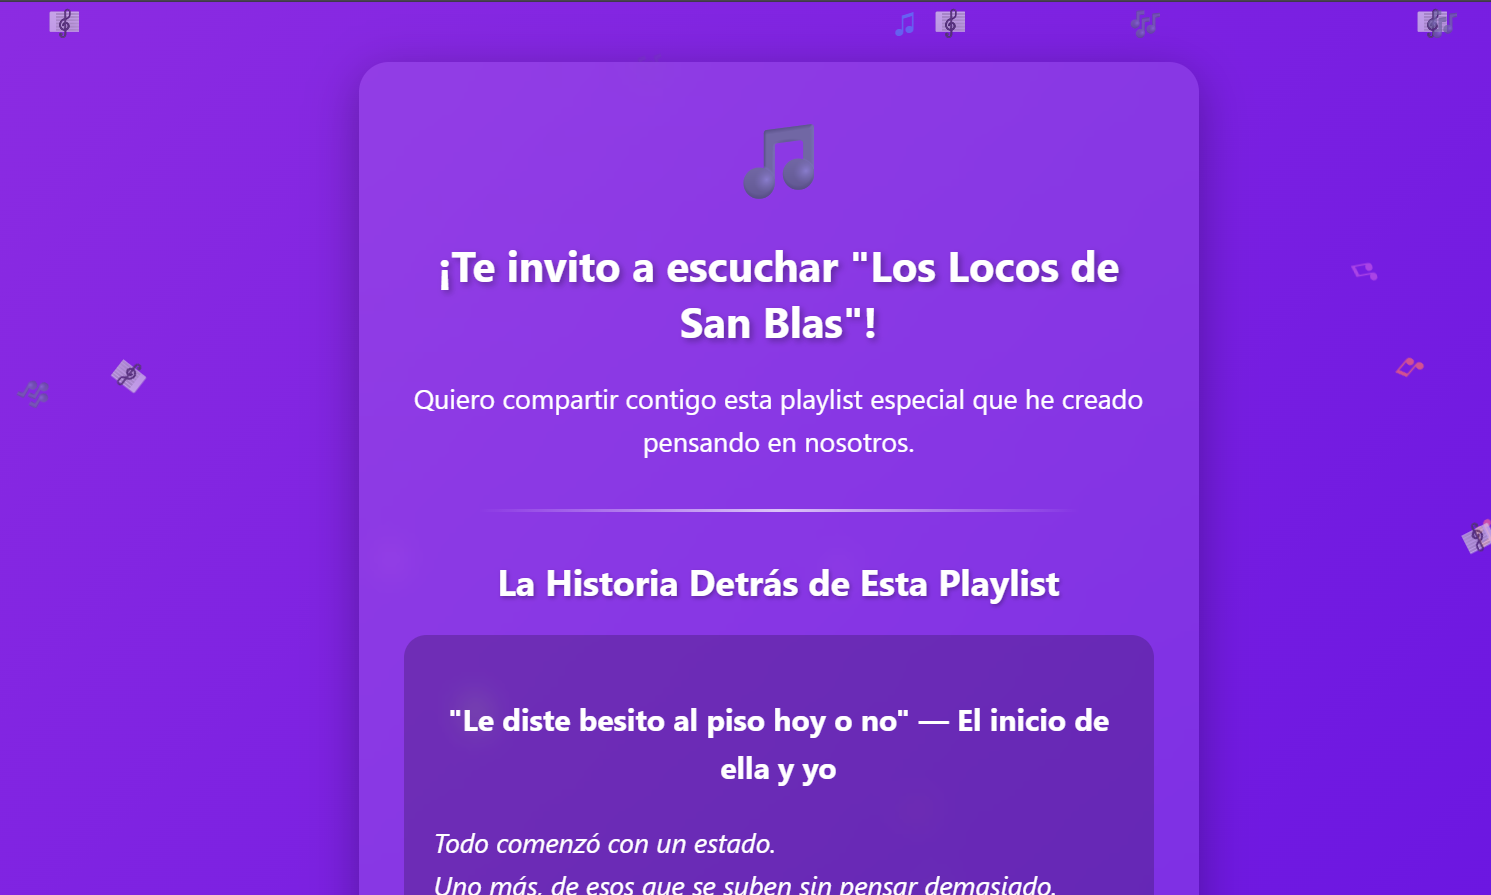 ¡Te invito a escuchar "Los Locos de
San Blas"!
Quiero compartir contigo esta playlist especial que he creado
pensando en nosotros.
La Historia Detrás de Esta Playlist
"Le diste besito al piso hoy o no" — El inicio de
ella y yo
Todo comenzó con un estado.
Uno más, de esos que se suben sin pensar demasiado.